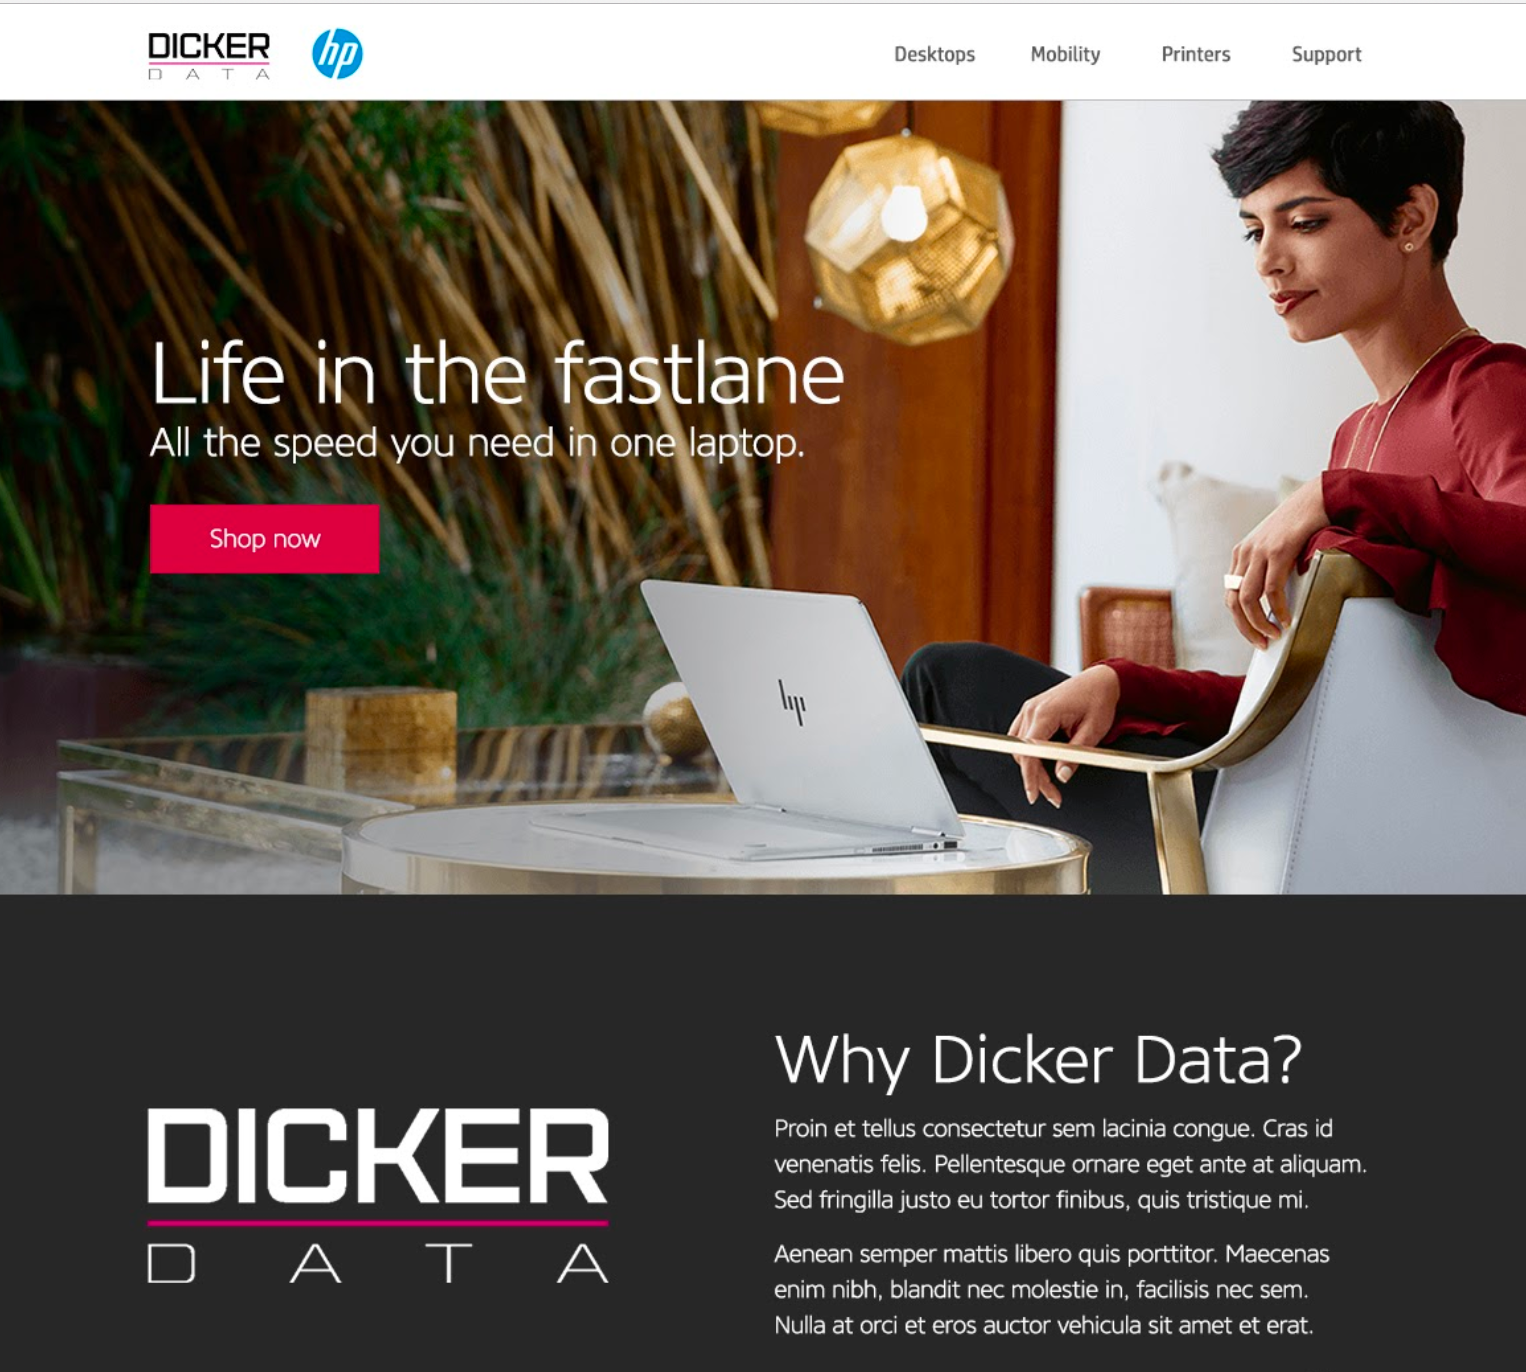 DICKER
DATA
hp
Desktops
Mobility
Printers
Support
Life in the fastlane
All the speed you need in one laptop.
Shop now
hp
Why Dicker Data?
Proin et tellus consectetur sem lacinia congue. Cras id
venenatis felis. Pellentesque ornare eget ante at aliquam.
Sed fringilla justo eu tortor finibus, quis tristique mi.
Aenean semper mattis libero quis porttitor. Maecenas
enim nibh, blandit nec molestie in, facilisis nec sem.
Nulla at orci et eros auctor vehicula sit amet et erat.
DICKER
DATA